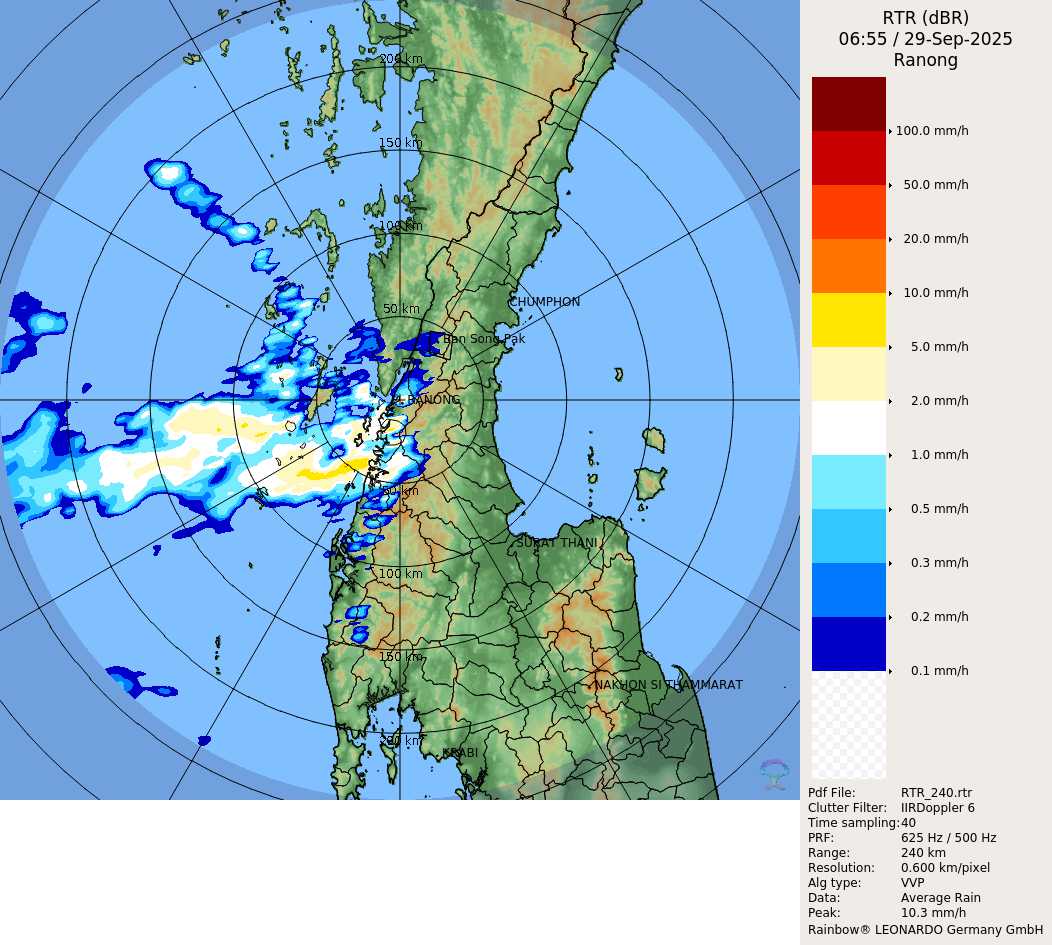 RTR (dBR)
06:55 / 29-Sep-2025
Ranong
200 km
150 km
100 km
50 km
CHUMPHON
Ban Song Pak
RANONG
50 km
SURAT THANI
100 km
150 km
NAKHON SI THAMMARAT
200 km
KRABI
100.0 mm/h
50.0 mm/h
20.0 mm/h
10.0 mm/h
5.0 mm/h
2.0 mm/h
1.0 mm/h
0.5 mm/h
0.3 mm/h
0.2 mm/h
0.1 mm/h
Pdf File: RTR_240.rtr
Clutter Filter: IIRDoppler 6
Time sampling:40
PRF: 625 Hz / 500 Hz
Range: 240 km
Resolution: 0.600 km/pixel
Alg type: VVP
Data: Average Rain
Peak: 10.3 mm/h
Rainbow® LEONARDO Germany GmbH